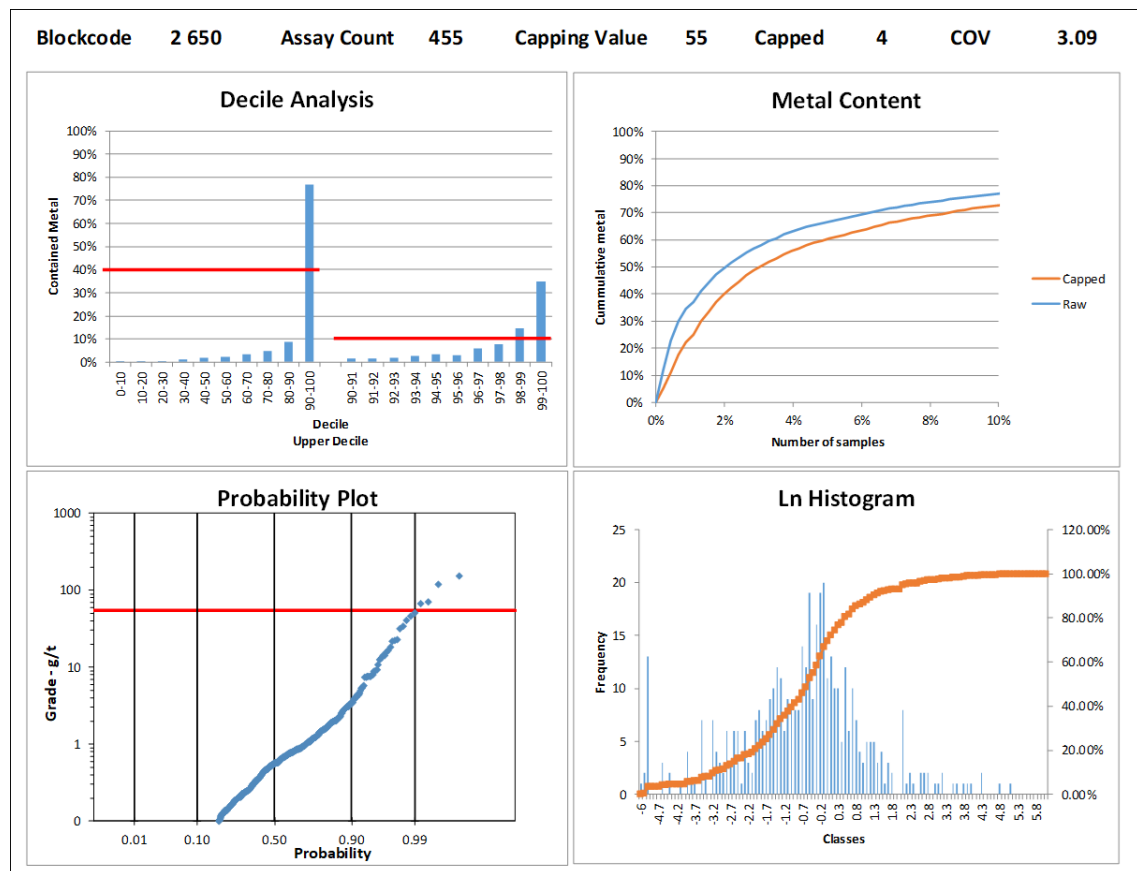 Blockcode 2 650 Assay Count 455 Capping Value 55 Capped 4 COV 3.09
Decile Analysis
Contained Metal
100%
90%
80%
70%
60%
50%
40%
30%
20%
10%
0%
0-10 10-20 20-30 30-40 40-50 50-60 60-70 70-80 80-90 90-100 90-91 91-92 92-93 93-94 94-95 95-96 96-97 97-98 98-99 99-100
Decile
Upper Decile
Metal Content
Cummulative metal
100%
90%
80%
70%
60%
50%
40%
30%
20%
10%
0%
0% 2% 4% 6% 8% 10%
Number of samples
Capped
Raw
Probability Plot
Grade - g/t
1000
100
10
1
0
0.01 0.10 0.50 0.90 0.99
Probability
Ln Histogram
Frequency
25
20
15
10
5
0
120.00%
100.00%
80.00%
60.00%
40.00%
20.00%
0.00%
-6 -4.7 -4.2 -3.7 -3.2 -2.7 -2.2 -1.7 -1.2 -0.7 -0.2 0.3 0.8 1.3 1.8 2.3 2.8 3.3 3.8 4.3 4.8 5.3 5.8
Classes